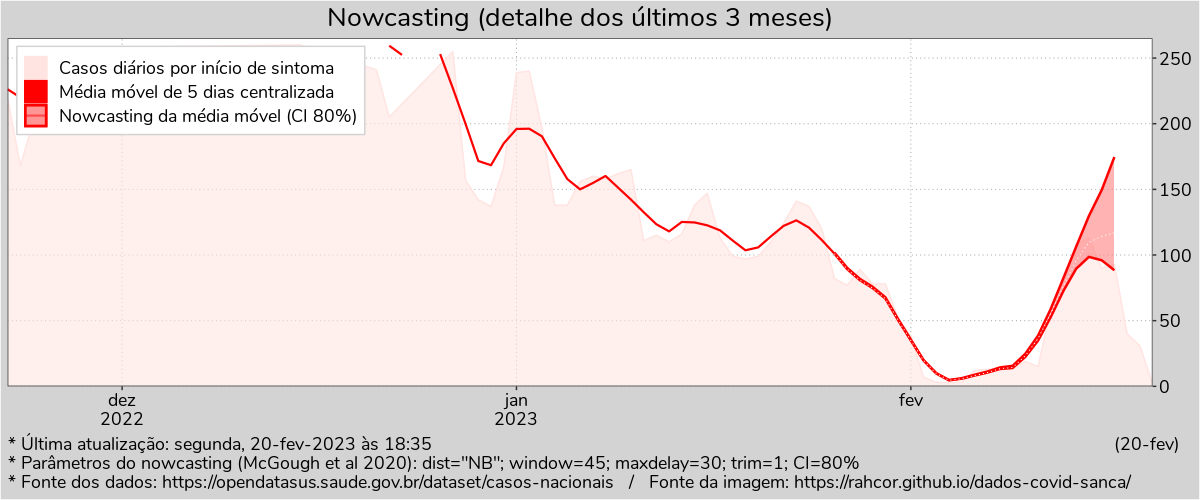 Nowcasting (detalhe dos últimos 3 meses)
Casos diários por início de sintoma
Média móvel de 5 dias centralizada
Nowcasting da média móvel (CI 80%)
250
200
150
100
50
0
dez
2022
jan
2023
fev
* Última atualização: segunda, 20-fev-2023 às 18:35
(20-fev)
* Parâmetros do nowcasting (McGough et al 2020): dist="NB"; window=45; maxdelay=30; trim=1; CI=80%
* Fonte dos dados: https://opendatasus.saude.gov.br/dataset/casos-nacionais / Fonte da imagem: https://rahcor.github.io/dados-covid-sanca/